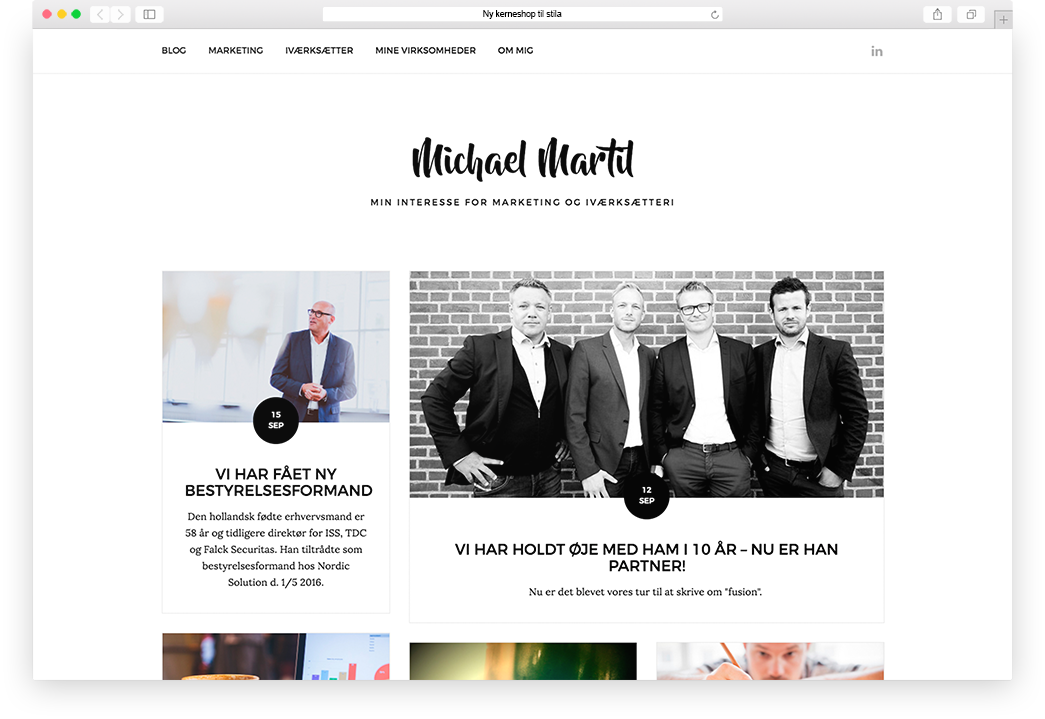 Ny kerneshop til stila
BLOG MARKETING IVÆRKSÆTTER MINE VIRKSOMHEDER OM MIG in
Michael Martil
MIN INTERESSE FOR MARKETING OG IVÆRKSÆTTERI
15
SEP
VI HAR FÅET NY
BESTYRELSESFORMAND
Den hollandsk fødte erhvervsmand er
58 år og tidligere direktør for ISS, TDC
og Falck Securitas. Han tiltrådte som
bestyrelsesformand hos Nordic
Solution d. 1/5 2016.
12
SEP
VI HAR HOLDT ØJE MED HAM I 10 ÅR – NU ER HAN
PARTNER!
Nu er det blevet vores tur til at skrive om "fusion".